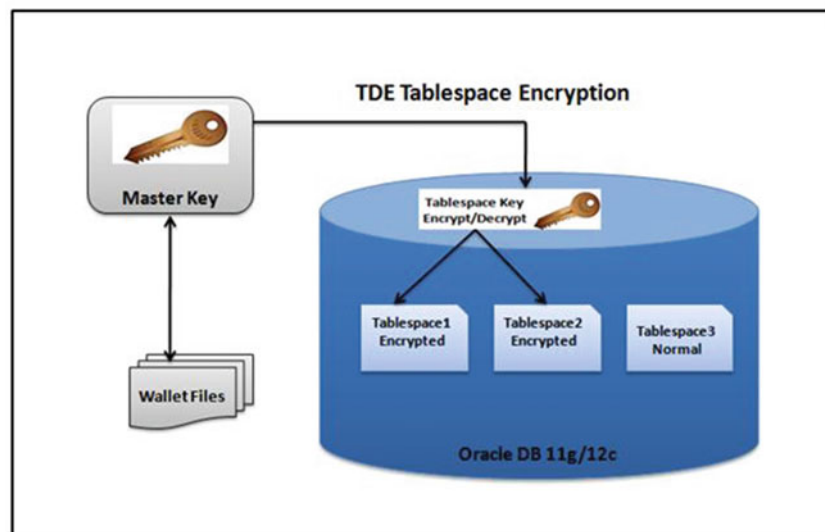 TDE Tablespace Encryption
Master Key
Tablespace Key
Encrypt/Decrypt
Tablespace1
Encrypted
Tablespace2
Encrypted
Tablespace3
Normal
Wallet Files
Oracle DB 11g/12c